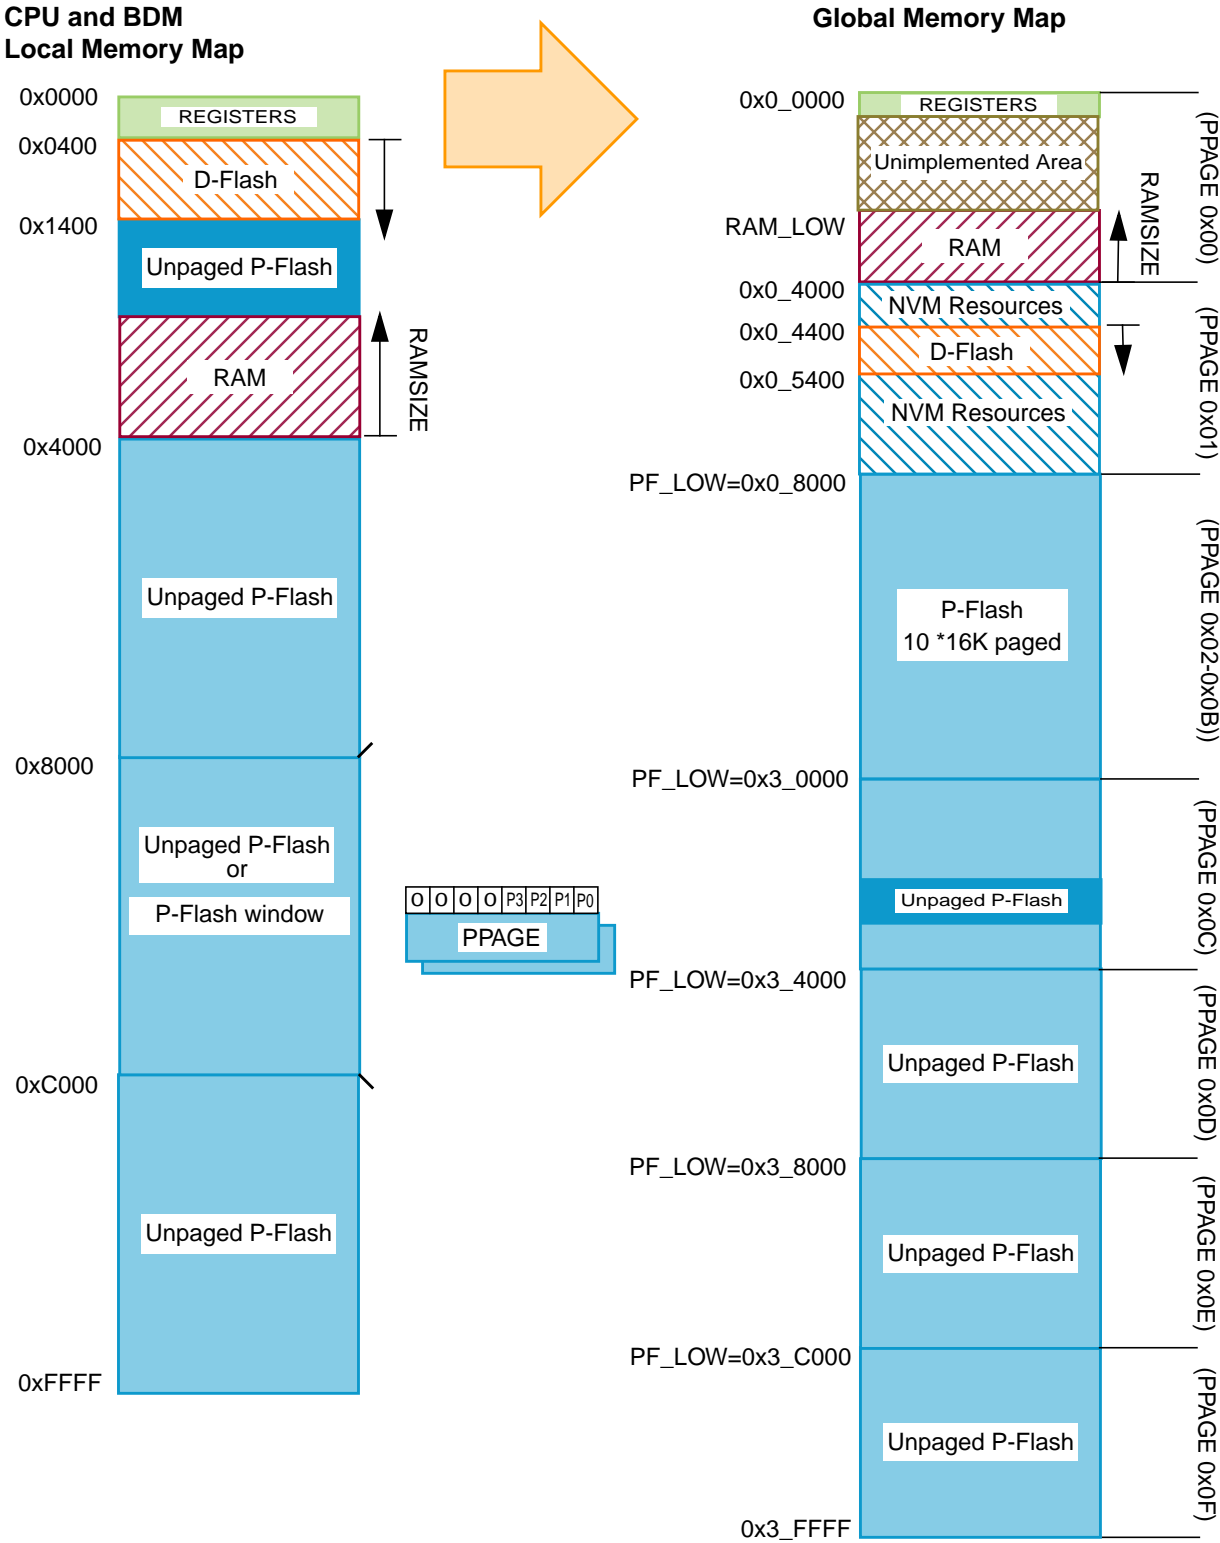 CPU and BDM
Local Memory Map
0x0000
REGISTERS
0x0400
D-Flash
0x1400
Unpaged P-Flash
RAM
RAMSIZE
0x4000
Unpaged P-Flash
0x8000
Unpaged P-Flash
or
P-Flash window
0xC000
Unpaged P-Flash
0xFFFF
0 0 0 0 P3 P2 P1 P0
PPAGE
Global Memory Map
0x0_0000
REGISTERS
Unimplemented Area
RAM_LOW
RAM
RAMSIZE
(PPAGE 0x00)
0x0_4000
NVM Resources
0x0_4400
D-Flash
0x0_5400
NVM Resources
(PPAGE 0x01)
PF_LOW=0x0_8000
P-Flash
10 *16K paged
(PPAGE 0x02-0x0B))
PF_LOW=0x3_0000
Unpaged P-Flash
(PPAGE 0x0C)
PF_LOW=0x3_4000
Unpaged P-Flash
(PPAGE 0x0D)
PF_LOW=0x3_8000
Unpaged P-Flash
(PPAGE 0x0E)
PF_LOW=0x3_C000
Unpaged P-Flash
(PPAGE 0x0F)
0x3_FFFF